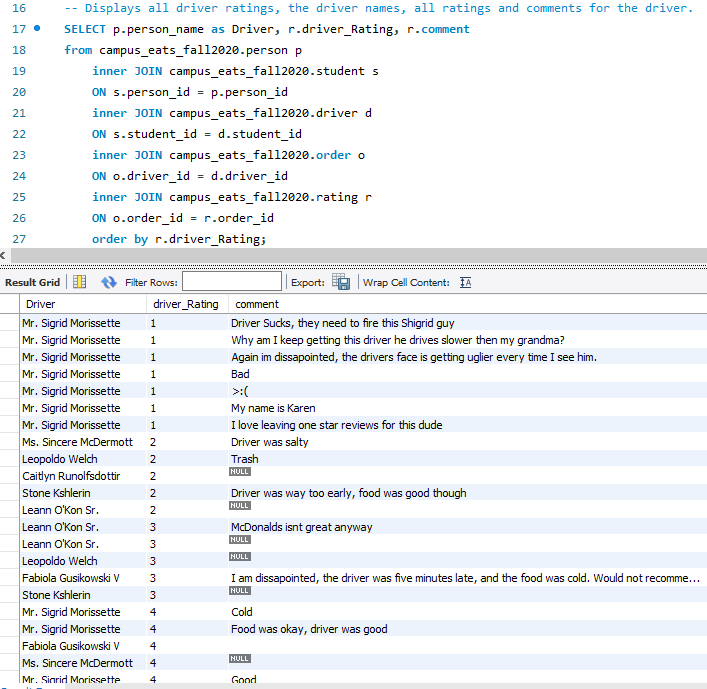 16 -- Displays all driver ratings, the driver names, all ratings and comments for the driver.
17 SELECT p.person_name as Driver, r.driver_Rating, r.comment
18 from campus_eats_fall2020.person p
19 inner JOIN campus_eats_fall2020.student s
20 ON s.person_id = p.person_id
21 inner JOIN campus_eats_fall2020.driver d
22 ON s.student_id = d.student_id
23 inner JOIN campus_eats_fall2020.order o
24 ON o.driver_id = d.driver_id
25 inner JOIN campus_eats_fall2020.rating r
26 ON o.order_id = r.order_id
27 order by r.driver_Rating;
Result Grid Filter Rows: Export: Wrap Cell Content: IA
Driver driver_Rating comment
Mr. Sigrid Morissette 1 Driver Sucks, they need to fire this Shigrid guy
Mr. Sigrid Morissette 1 Why am I keep getting this driver he drives slower then my grandma?
Mr. Sigrid Morissette 1 Again im dissapointed, the drivers face is getting uglier every time I see him.
Mr. Sigrid Morissette 1 Bad
Mr. Sigrid Morissette 1 >:(
Mr. Sigrid Morissette 1 My name is Karen
Mr. Sigrid Morissette 1 I love leaving one star reviews for this dude
Ms. Sincere McDermott 2 Driver was salty
Leopoldo Welch 2 Trash
Caitlyn Runolfsdottir 2 NULL
Stone Kshlerin 2 Driver was way too early, food was good though
Leann O'Kon Sr. 2 NULL
Leann O'Kon Sr. 3 McDonalds isnt great anyway
Leann O'Kon Sr. 3 NULL
Leopoldo Welch 3 NULL
Fabiola Gusikowski V 3 I am dissapointed, the driver was five minutes late, and the food was cold. Would not recomme...
Stone Kshlerin 3 NULL
Mr. Sigrid Morissette 4 Cold
Mr. Sigrid Morissette 4 Food was okay, driver was good
Fabiola Gusikowski V 4
Ms. Sincere McDermott 4 NULL
Mr. Sigrid Morissette 4 Good